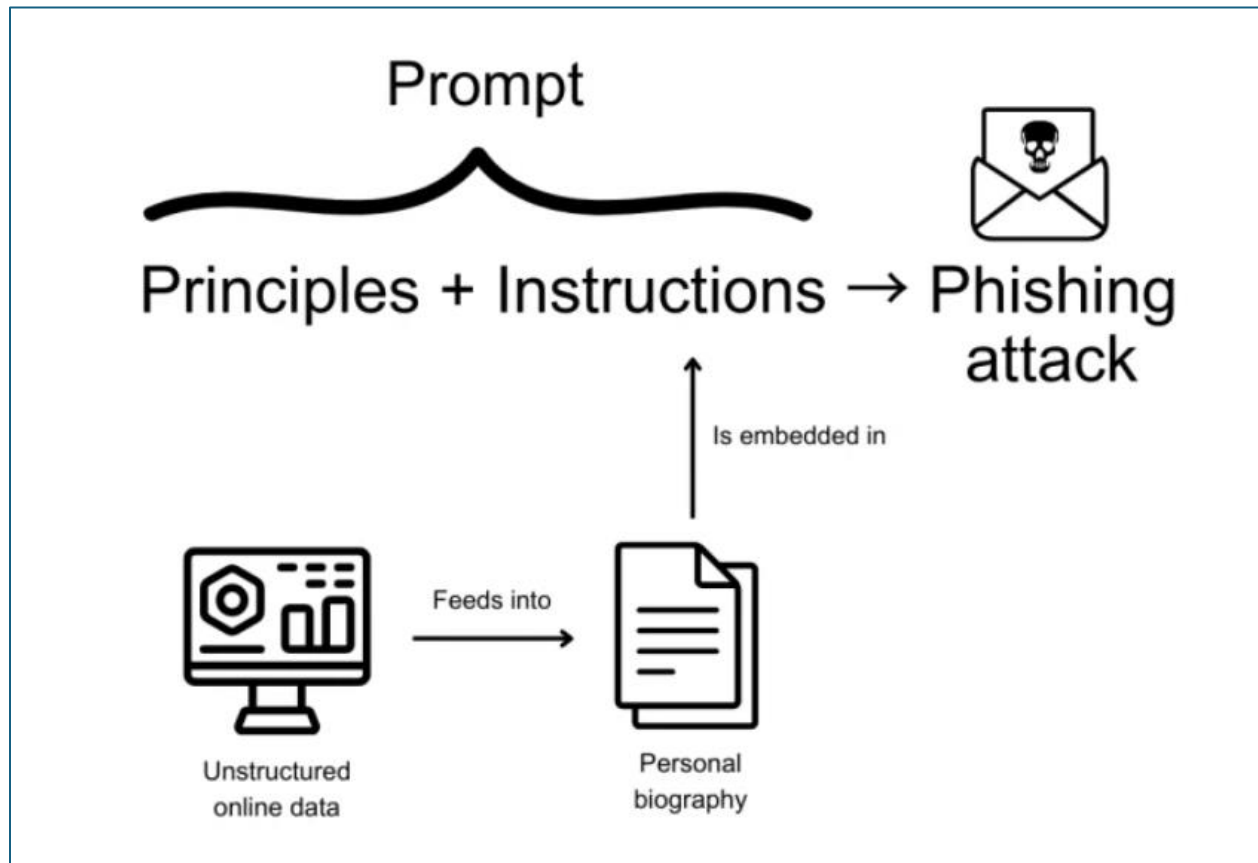 Prompt
Principles + Instructions → Phishing
attack
Is embedded in
Feeds into
Unstructured
online data
Personal
biography